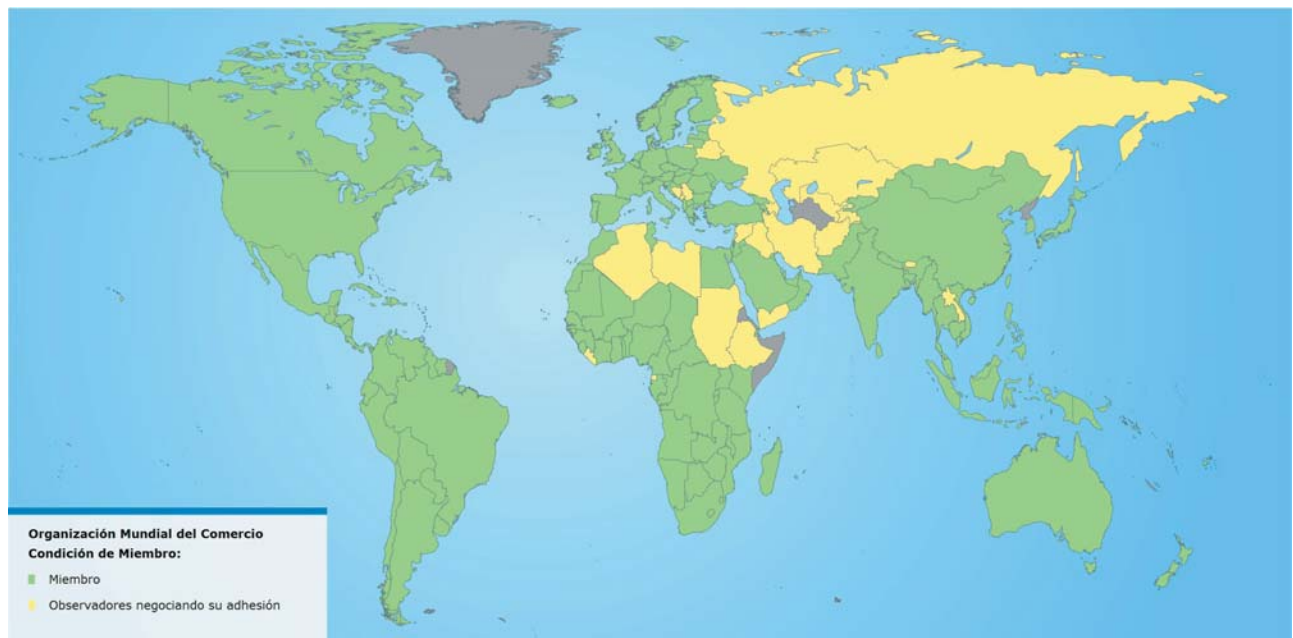 Organización Mundial del Comercio
Condición de Miembro:
Miembro
Observadores negociando su adhesión